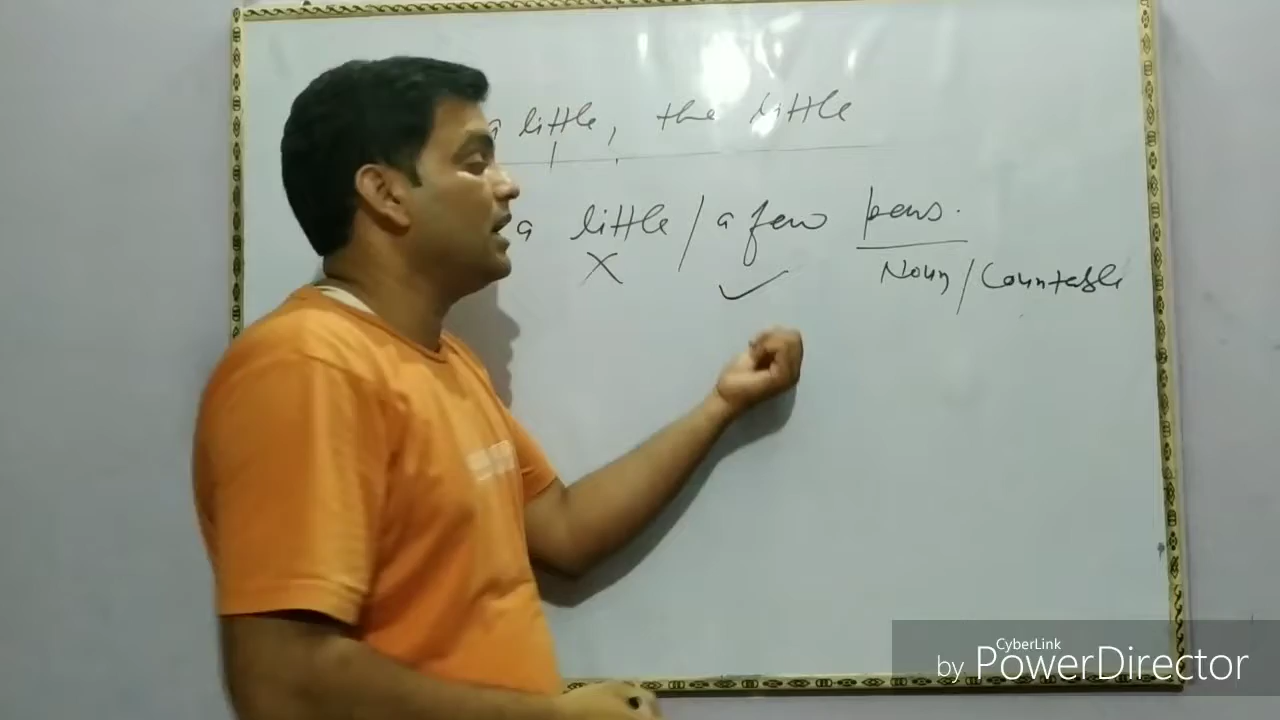 a little, the little
a little / a few pens.
X ✓ Noun / Countable
CyberLink
by PowerDirector